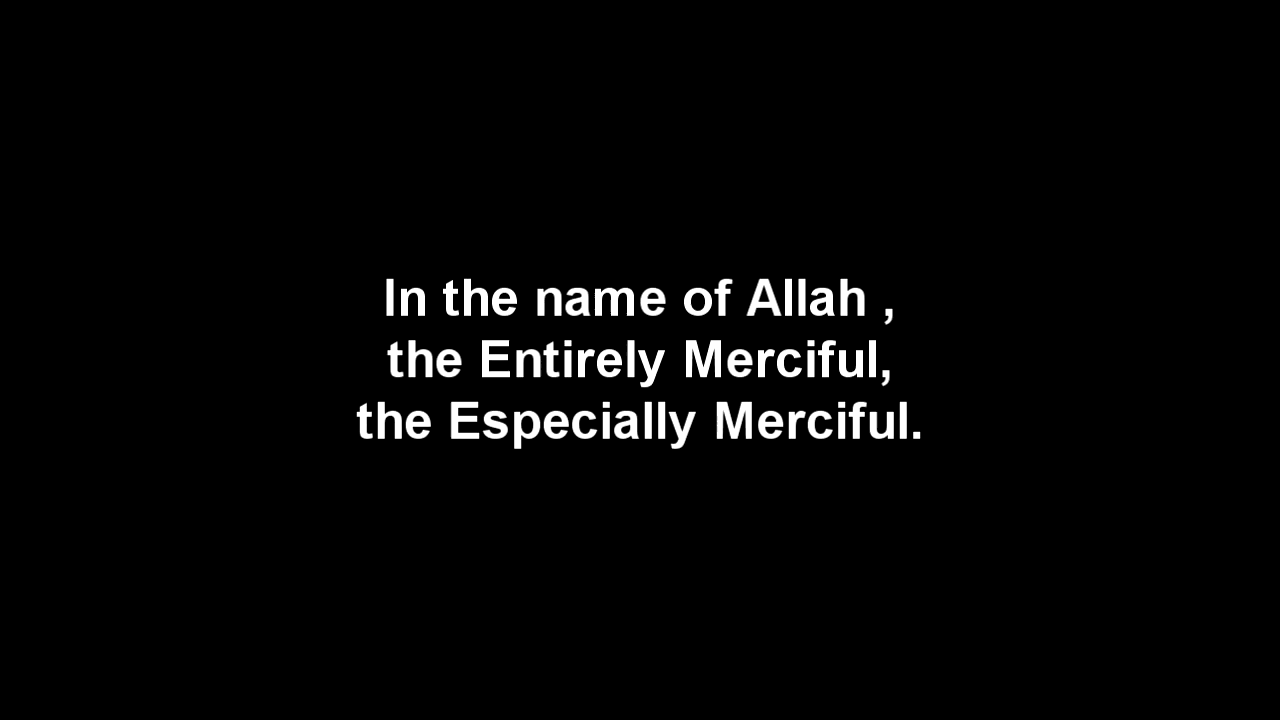 In the name of Allah ,
the Entirely Merciful,
the Especially Merciful.